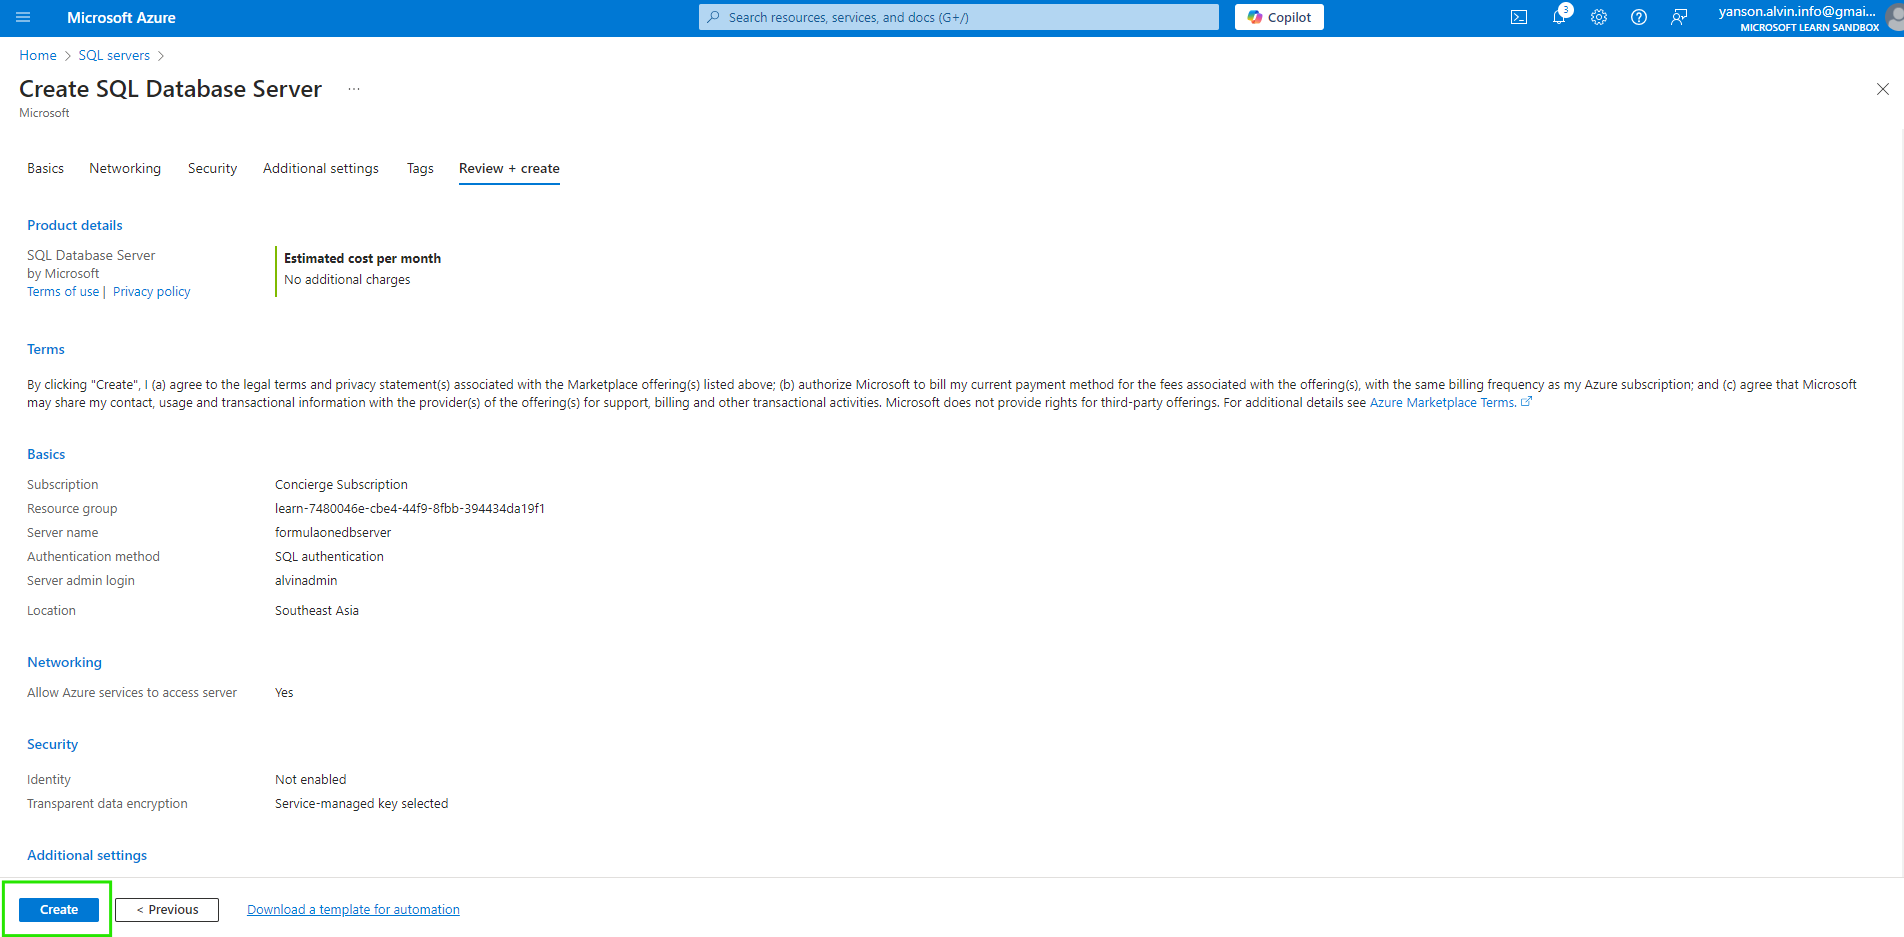 Microsoft Azure
Search resources, services, and docs (G+/)
Copilot
3
yanson.alvin.info@gmai...
MICROSOFT LEARN SANDBOX
Home > SQL servers >
Create SQL Database Server ...
Microsoft
Basics Networking Security Additional settings Tags Review + create
Product details
SQL Database Server
by Microsoft
Terms of use | Privacy policy
Estimated cost per month
No additional charges
Terms
By clicking "Create", I (a) agree to the legal terms and privacy statement(s) associated with the Marketplace offering(s) listed above; (b) authorize Microsoft to bill my current payment method for the fees associated with the offering(s), with the same billing frequency as my Azure subscription; and (c) agree that Microsoft
may share my contact, usage and transactional information with the provider(s) of the offering(s) for support, billing and other transactional activities. Microsoft does not provide rights for third-party offerings. For additional details see Azure Marketplace Terms.
Basics
Subscription Concierge Subscription
Resource group learn-7480046e-cbe4-44f9-8fbb-394434da19f1
Server name formulaonedbserver
Authentication method SQL authentication
Server admin login alvinadmin
Location Southeast Asia
Networking
Allow Azure services to access server Yes
Security
Identity Not enabled
Transparent data encryption Service-managed key selected
Additional settings
Create < Previous Download a template for automation